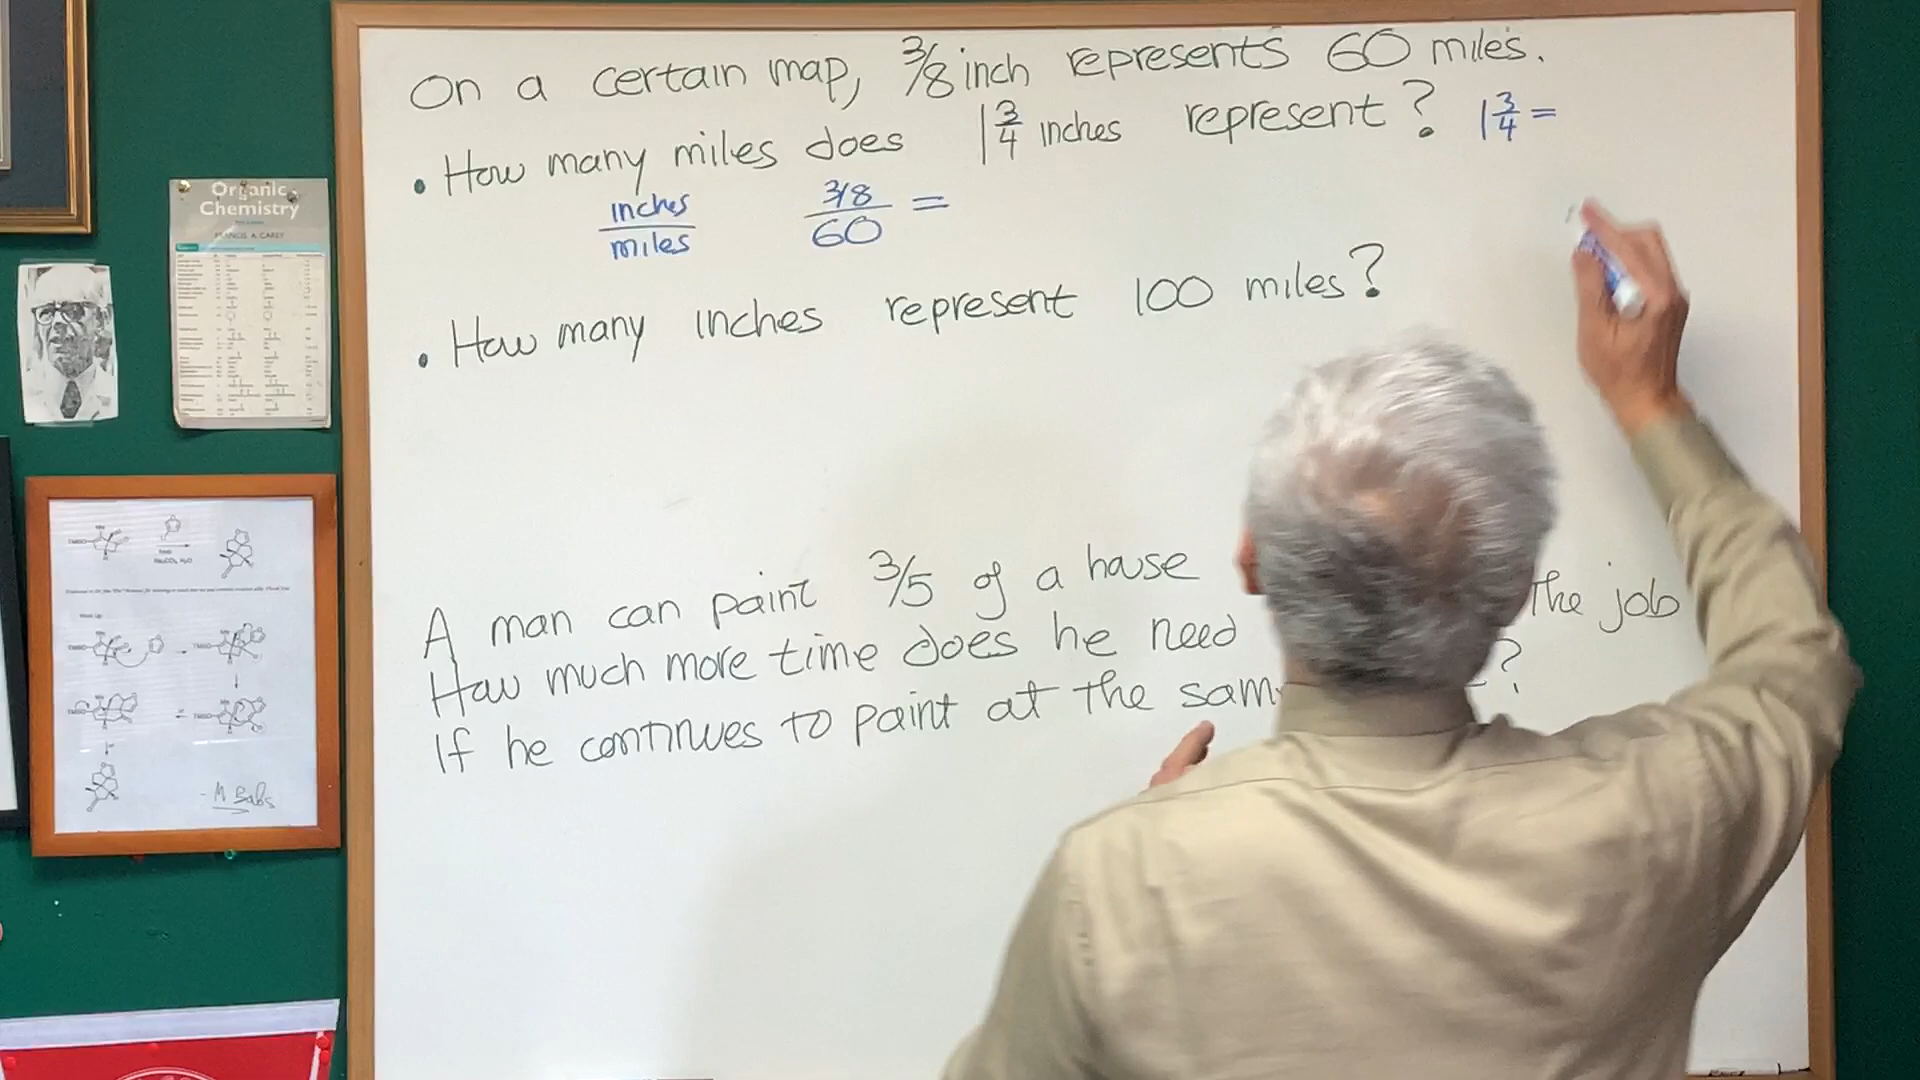 On a certain map, 3/8 inch represents 60 miles.
• How many miles does 1 3/4 inches represent? 1 3/4 =
inches/miles (3/8)/60 =
• How many inches represent 100 miles?
A man can paint 3/5 of a house
How much more time does he need the job
If he continues to paint at the ?
Organic
Chemistry
FRANCIS A. CAREY
- M Babs